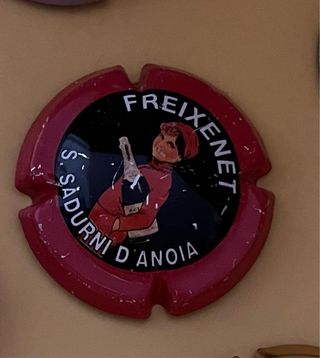 FREIXENET
S. SADURNI D'ANOIA